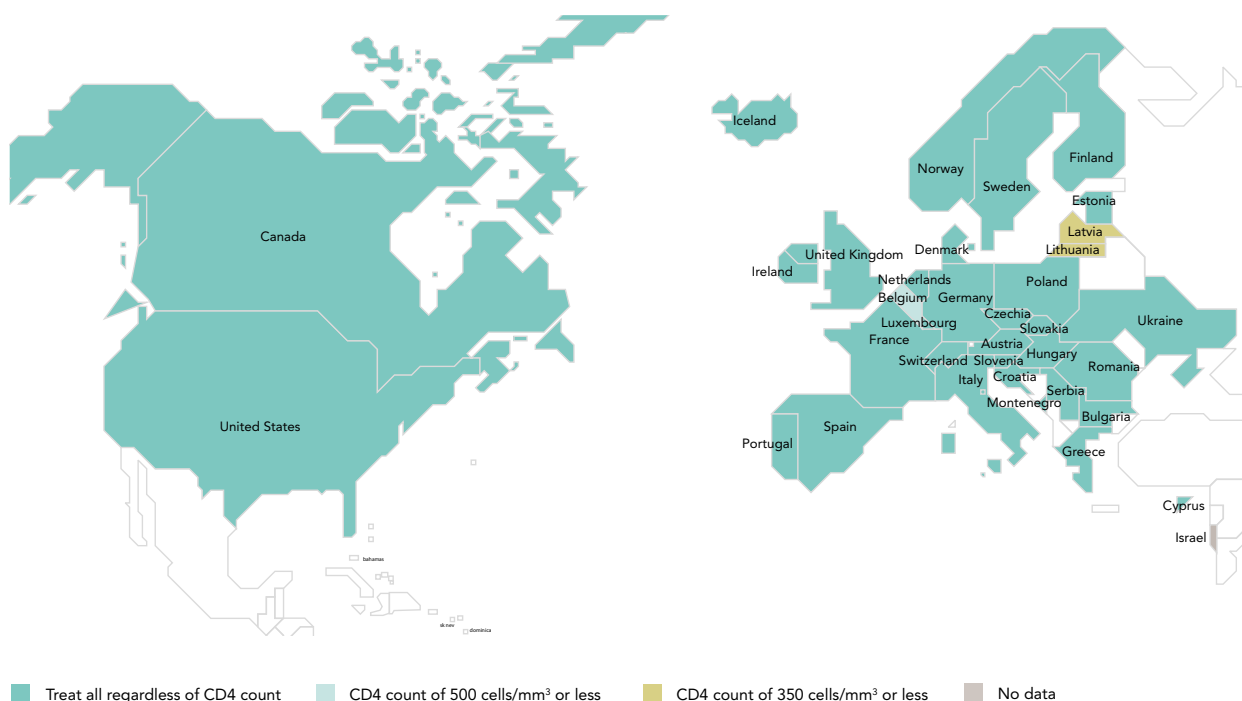 Iceland
Norway
Finland
Sweden
Estonia
Canada
Latvia
Denmark
Lithuania
United Kingdom
Ireland
Netherlands
Poland
Belgium
Germany
Czechia
Ukraine
Luxembourg
Slovakia
France
Austria
Hungary
Switzerland
Slovenia
Romania
Italy
Croatia
Serbia
Montenegro
Bulgaria
United States
Spain
Portugal
Greece
Cyprus
Israel
bahamas
sk nev
dominica
Treat all regardless of CD4 count
CD4 count of 500 cells/mm³ or less
CD4 count of 350 cells/mm³ or less
No data